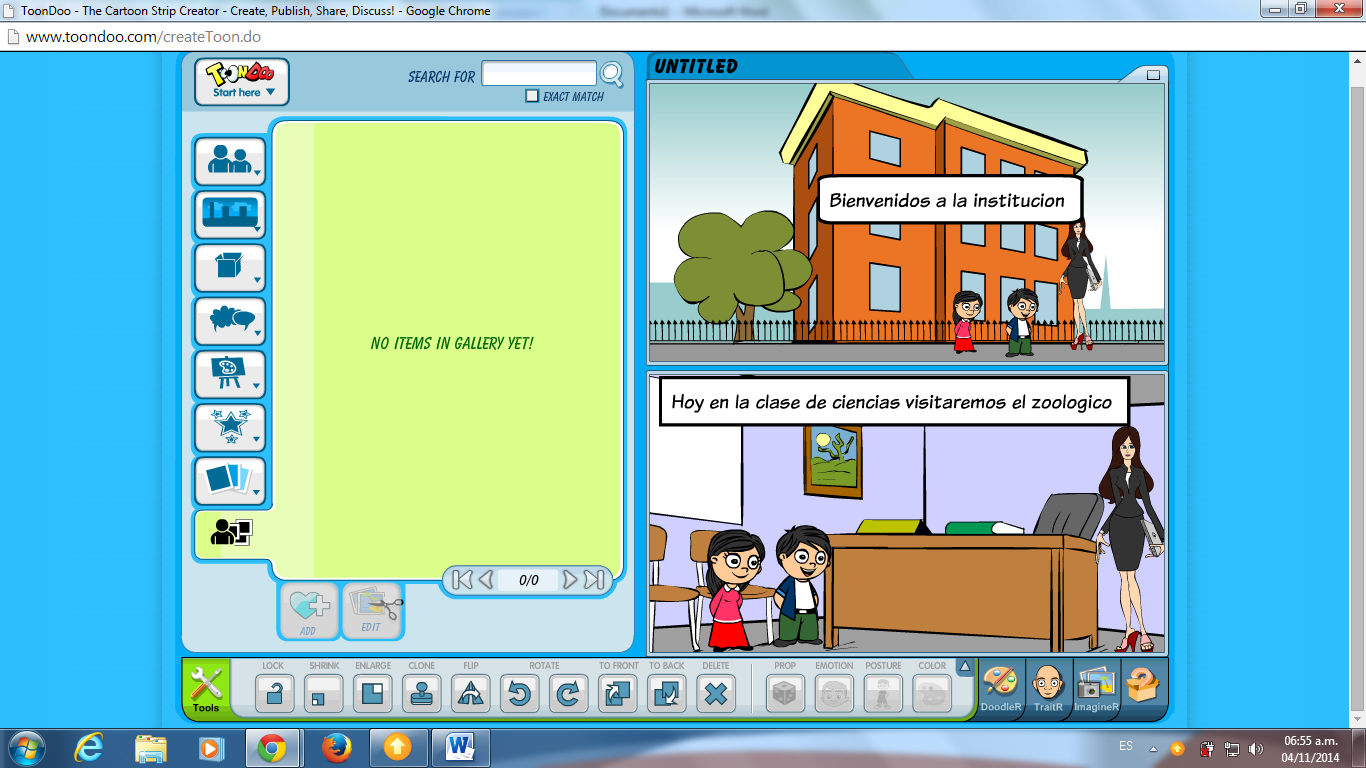 ToonDoo - The Cartoon Strip Creator - Create, Publish, Share, Discuss! - Google Chrome
www.toondoo.com/createToon.do
TOONDOO
Start here
SEARCH FOR
EXACT MATCH
UNTITLED
Bienvenidos a la institucion
NO ITEMS IN GALLERY YET!
Hoy en la clase de ciencias visitaremos el zoologico
0/0
ADD
EDIT
Tools
LOCK SHRINK ENLARGE CLONE FLIP ROTATE TO FRONT TO BACK DELETE PROP EMOTION POSTURE COLOR
DoodleR TraitR ImagineR
ES
06:55 a.m.
04/11/2014